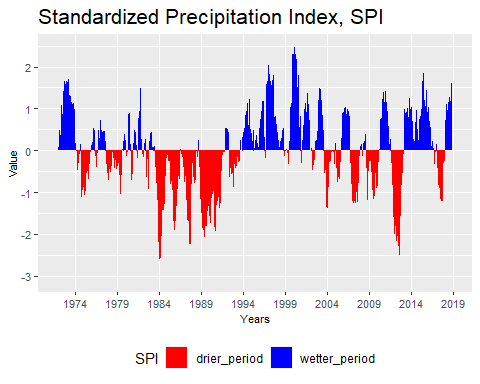 Standardized Precipitation Index, SPI
Value
2
1
0
-1
-2
-3
1974 1979 1984 1989 1994 1999 2004 2009 2014 2019
Years
SPI drier_period wetter_period